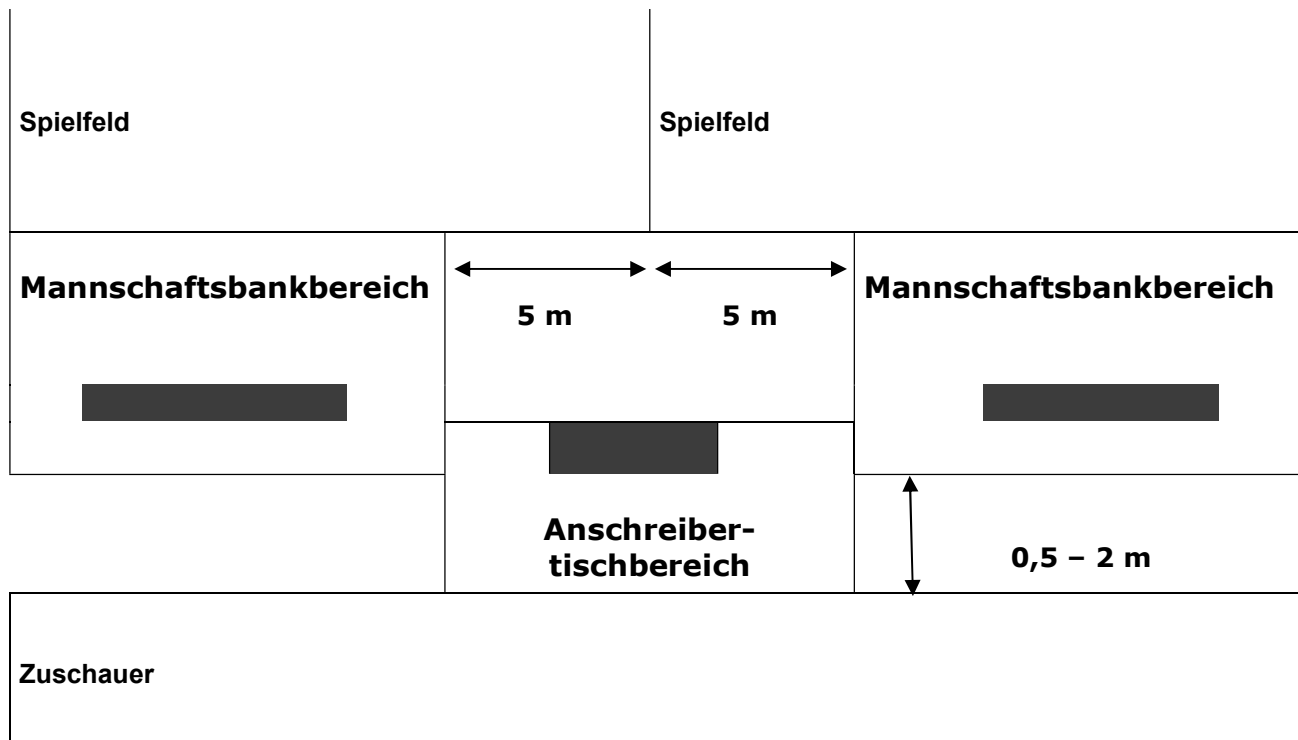 Spielfeld
Spielfeld
Mannschaftsbankbereich
Mannschaftsbankbereich
5 m
5 m
Anschreiber-
tischbereich
0,5 – 2 m
Zuschauer